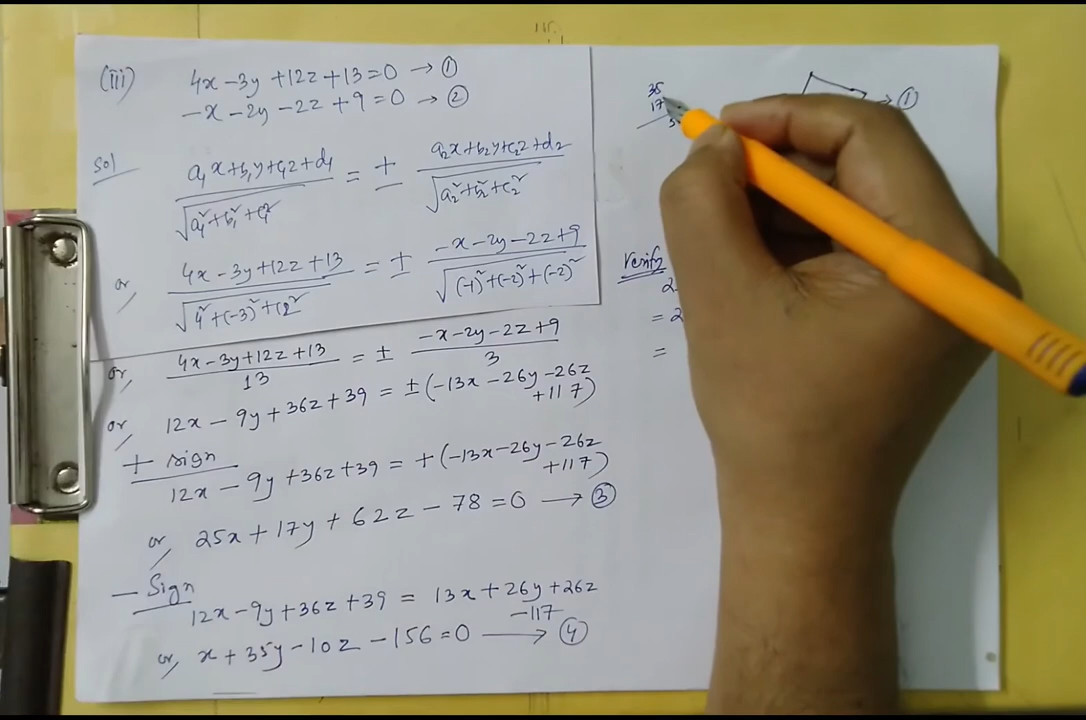 (iii) 4x-3y+12z+13=0 → ①
-x-2y-2z+9=0 → ②
Sol
a₁x+b₁y+c₁z+d₁ / √(a₁²+b₁²+c₁²) = ± a₂x+b₂y+c₂z+d₂ / √(a₂²+b₂²+c₂²)
or, 4x-3y+12z+13 / √(4²+(-3)²+12²) = ± -x-2y-2z+9 / √((-1)²+(-2)²+(-2)²)
or, 4x-3y+12z+13 / 13 = ± -x-2y-2z+9 / 3
or, 12x-9y+36z+39 = ±(-13x-26y-26z
+117)
+ sign
12x-9y+36z+39 = +(-13x-26y-26z
+117)
or, 25x+17y+62z-78=0 → ③
- Sign
12x-9y+36z+39 = 13x+26y+26z
-117
or, x+35y-10z-156=0 → ④
35
17
①
Verify
= 2
=